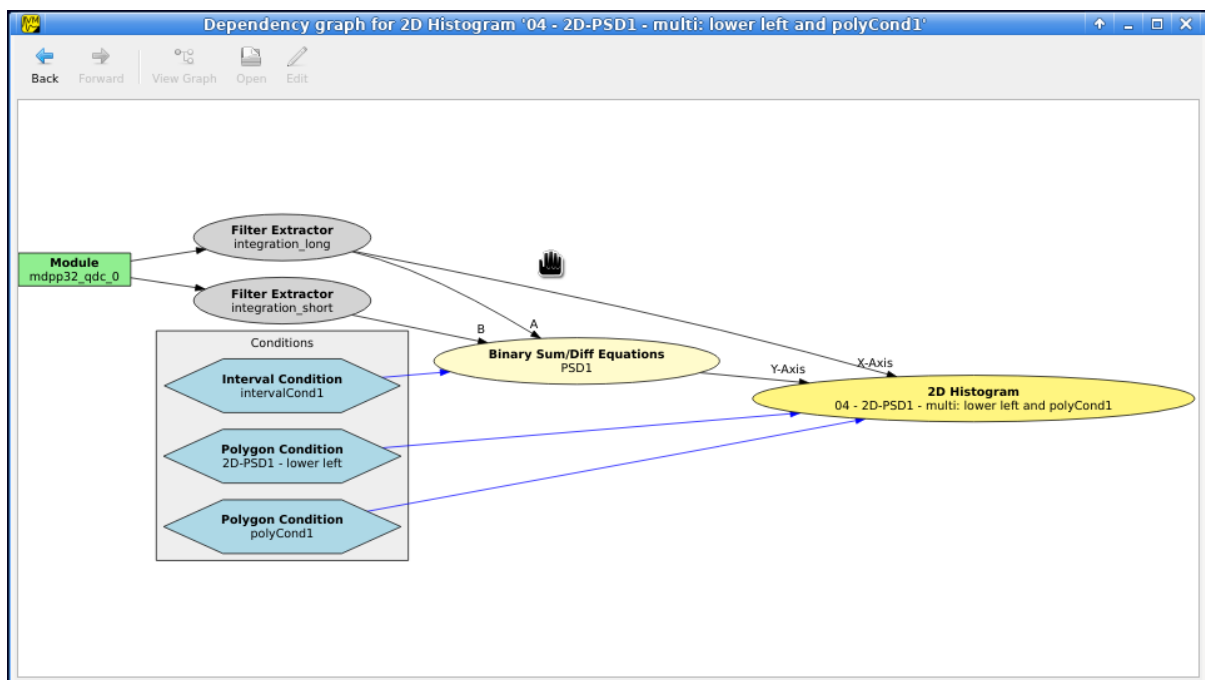 Dependency graph for 2D Histogram '04 - 2D-PSD1 - multi: lower left and polyCond1'
Back
Forward
View Graph
Open
Edit
Filter Extractor
integration_long
Module
mdpp32_qdc_0
Filter Extractor
integration_short
B
A
Conditions
Binary Sum/Diff Equations
PSD1
Y-Axis
X-Axis
Interval Condition
intervalCond1
2D Histogram
04 - 2D-PSD1 - multi: lower left and polyCond1
Polygon Condition
2D-PSD1 - lower left
Polygon Condition
polyCond1